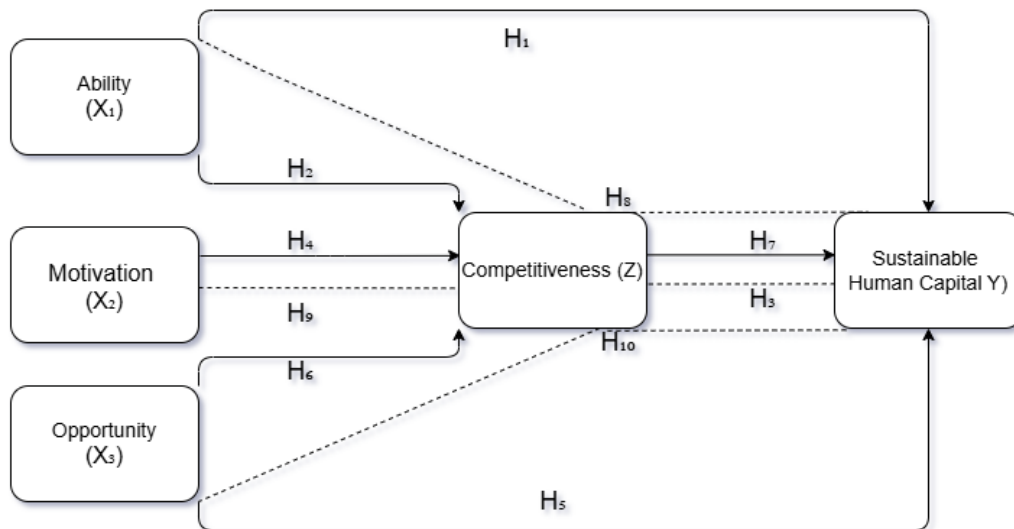 H₁
Ability
(X₁)
H₂
H₈
Motivation
(X₂)
H₄
H₉
Competitiveness (Z)
H₇
H₃
Sustainable
Human Capital Y)
H₁₀
H₆
Opportunity
(X₃)
H₅